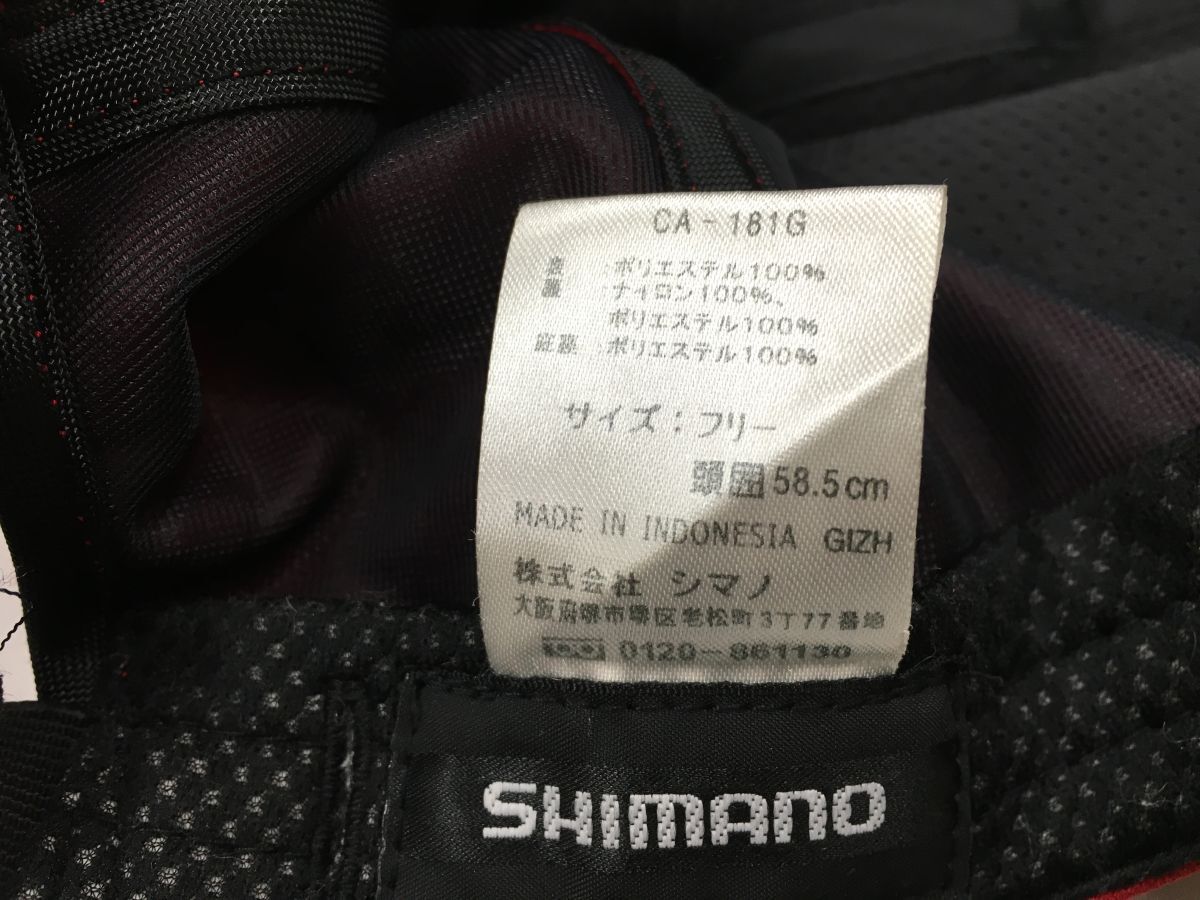 CA-181G
表 :ポリエステル100%
裏 :ナイロン100%、
ポリエステル100%
庇裏 ポリエステル100%
サイズ:フリー
頭囲58.5cm
MADE IN INDONESIA GIZH
株式会社 シマノ
大阪府堺市堺区老松町3丁77番地
0120-861130
SHIMANO